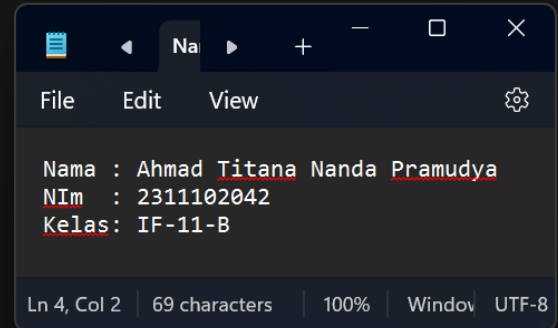 Na
File Edit View
Nama : Ahmad Titana Nanda Pramudya
NIm  : 2311102042
Kelas: IF-11-B
Ln 4, Col 2 69 characters 100% Window UTF-8